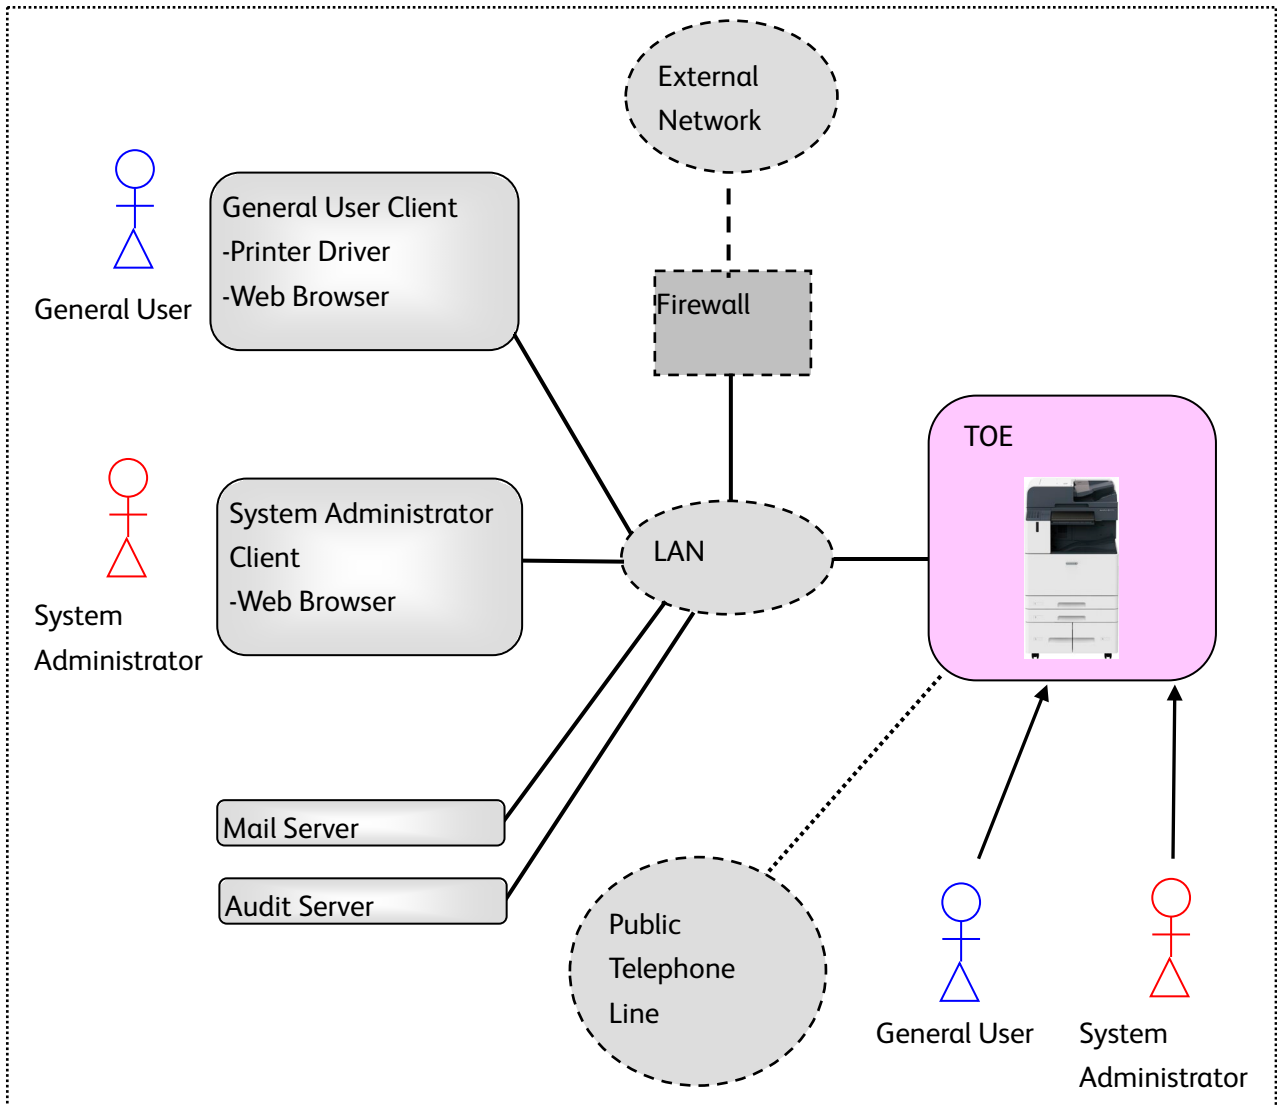 External
Network
General User Client
-Printer Driver
-Web Browser
General User
Firewall
TOE
System Administrator
Client
-Web Browser
LAN
System
Administrator
Mail Server
Audit Server
Public
Telephone
Line
General User
System
Administrator